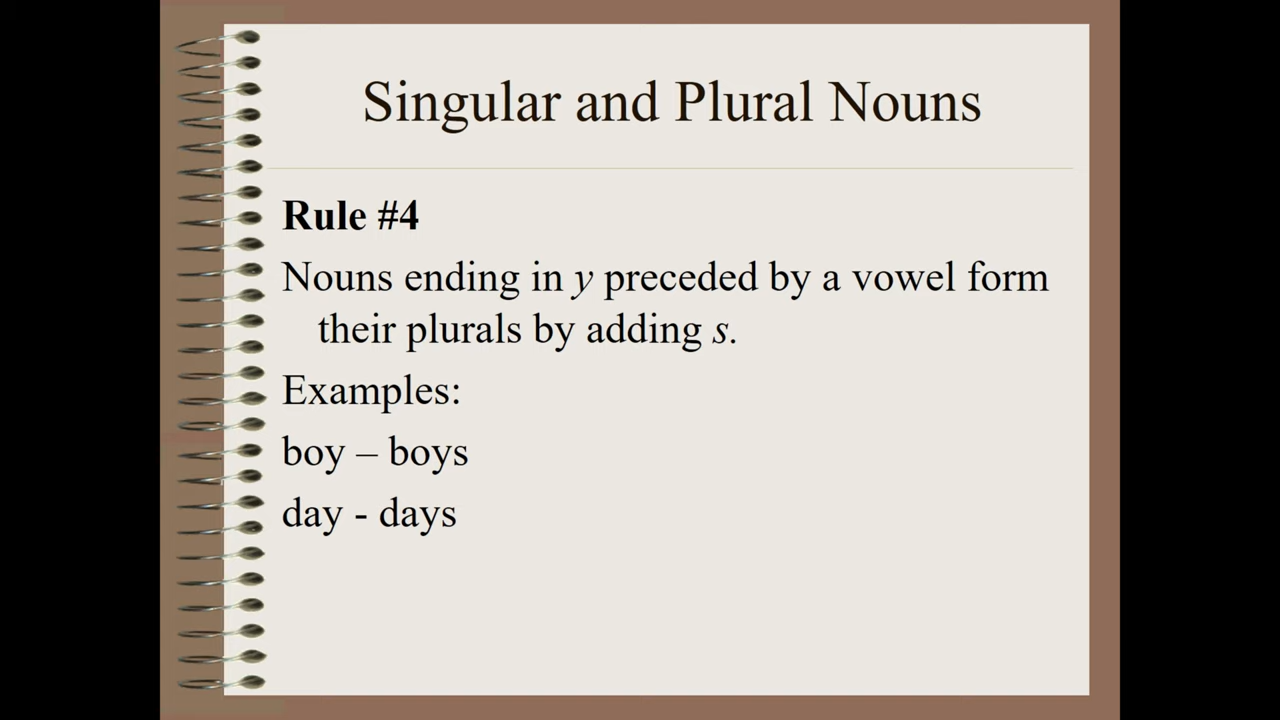 Singular and Plural Nouns
Rule #4
Nouns ending in y preceded by a vowel form
their plurals by adding s.
Examples:
boy – boys
day - days